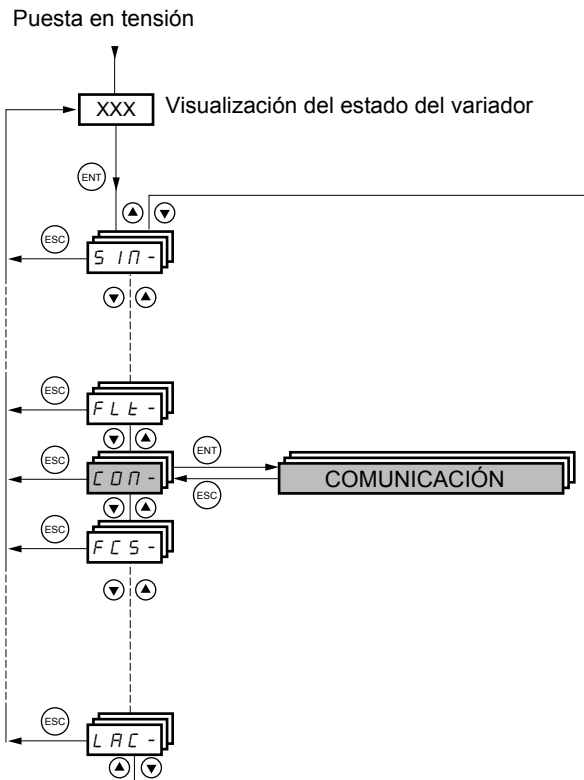 Puesta en tensión
XXX Visualización del estado del variador
ENT
ESC
SIM-
ESC
FLt-
ESC
ENT
COM-
COMUNICACIÓN
ESC
ESC
FCS-
ESC
LAC-